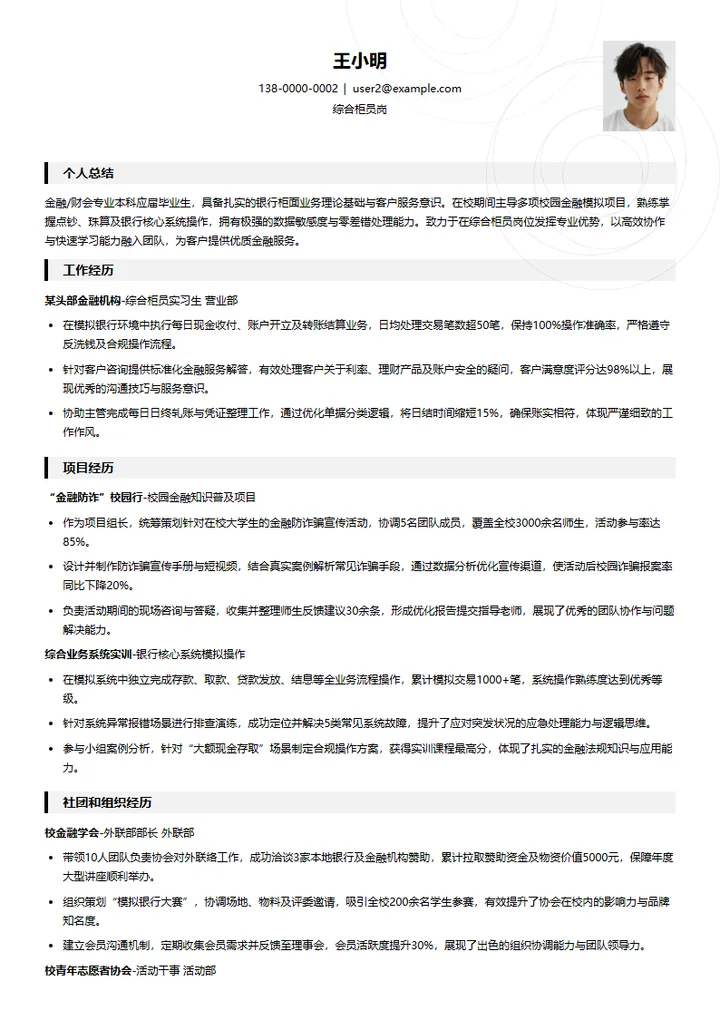 王小明
138-0000-0002 | user2@example.com
综合柜员岗
个人总结
金融/财会专业本科应届毕业生，具备扎实的银行柜面业务理论基础与客户服务意识。在校期间主导多项校园金融模拟项目，熟练掌
握点钞、珠算及银行核心系统操作，拥有极强的数据敏感度与零差错处理能力。致力于在综合柜员岗位发挥专业优势，以高效协作
与快速学习能力融入团队，为客户提供优质金融服务。
工作经历
某头部金融机构-综合柜员实习生 营业部
• 在模拟银行环境中执行每日现金收付、账户开立及转账结算业务，日均处理交易笔数超50笔，保持100%操作准确率，严格遵守
反洗钱及合规操作流程。
• 针对客户咨询提供标准化金融服务解答，有效处理客户关于利率、理财产品及账户安全的疑问，客户满意度评分达98%以上，展
现优秀的沟通技巧与服务意识。
• 协助主管完成每日日终轧账与凭证整理工作，通过优化单据分类逻辑，将日结时间缩短15%，确保账实相符，体现严谨细致的工
作作风。
项目经历
“金融防诈”校园行-校园金融知识普及项目
• 作为项目组长，统筹策划针对在校大学生的金融防诈骗宣传活动，协调5名团队成员，覆盖全校3000余名师生，活动参与率达
85%。
• 设计并制作防诈骗宣传手册与短视频，结合真实案例解析常见诈骗手段，通过数据分析优化宣传渠道，使活动后校园诈骗报案率
同比下降20%。
• 负责活动期间的现场咨询与答疑，收集并整理师生反馈建议30余条，形成优化报告提交指导老师，展现了优秀的团队协作与问题
解决能力。
综合业务系统实训-银行核心系统模拟操作
• 在模拟系统中独立完成存款、取款、贷款发放、结息等全业务流程操作，累计模拟交易1000+笔，系统操作熟练度达到优秀等
级。
• 针对系统异常报错场景进行排查演练，成功定位并解决5类常见系统故障，提升了应对突发状况的应急处理能力与逻辑思维。
• 参与小组案例分析，针对“大额现金存取”场景制定合规操作方案，获得实训课程最高分，体现了扎实的金融法规知识与应用能
力。
社团和组织经历
校金融学会-外联部部长 外联部
• 带领10人团队负责协会对外联络工作，成功洽谈3家本地银行及金融机构赞助，累计拉取赞助资金及物资价值5000元，保障年度
大型讲座顺利举办。
• 组织策划“模拟银行大赛”，协调场地、物料及评委邀请，吸引全校200余名学生参赛，有效提升了协会在校内的影响力与品牌
知名度。
• 建立会员沟通机制，定期收集会员需求并反馈至理事会，会员活跃度提升30%，展现了出色的组织协调能力与团队领导力。
校青年志愿者协会-活动干事 活动部